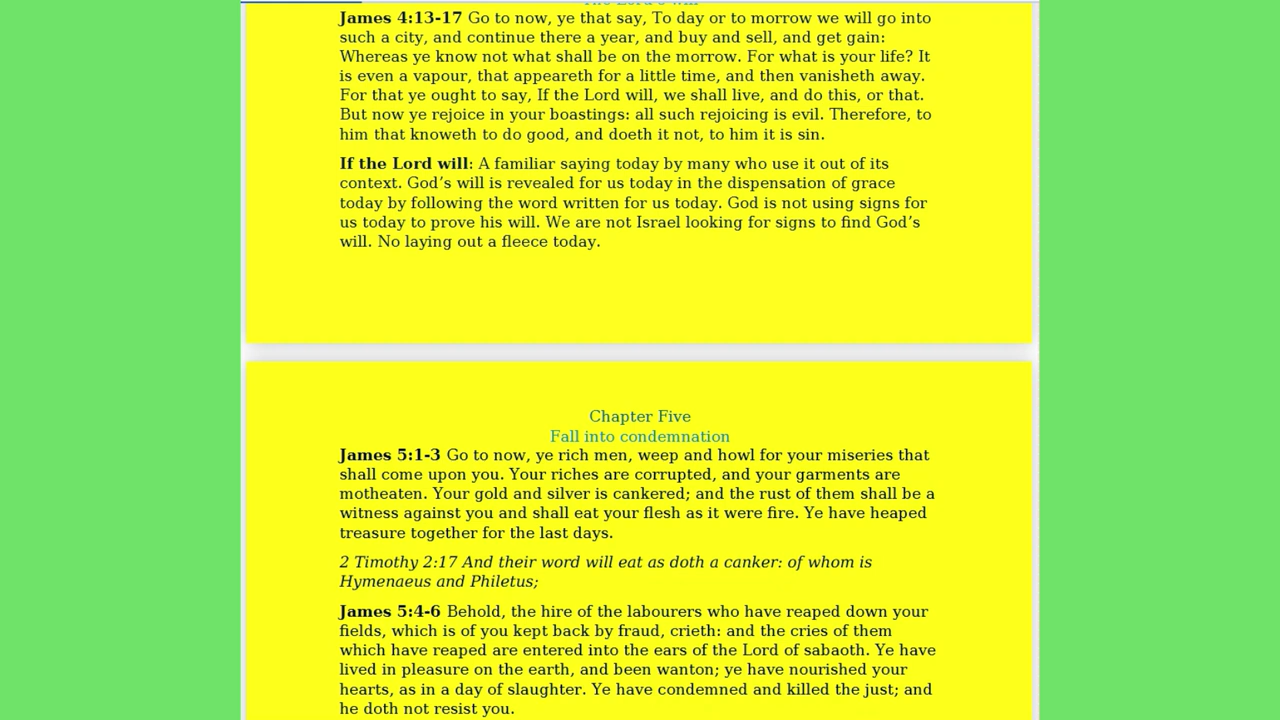 James 4:13-17 Go to now, ye that say, To day or to morrow we will go into
such a city, and continue there a year, and buy and sell, and get gain:
Whereas ye know not what shall be on the morrow. For what is your life? It
is even a vapour, that appeareth for a little time, and then vanisheth away.
For that ye ought to say, If the Lord will, we shall live, and do this, or that.
But now ye rejoice in your boastings: all such rejoicing is evil. Therefore, to
him that knoweth to do good, and doeth it not, to him it is sin.
If the Lord will: A familiar saying today by many who use it out of its
context. God’s will is revealed for us today in the dispensation of grace
today by following the word written for us today. God is not using signs for
us today to prove his will. We are not Israel looking for signs to find God’s
will. No laying out a fleece today.
Chapter Five
Fall into condemnation
James 5:1-3 Go to now, ye rich men, weep and howl for your miseries that
shall come upon you. Your riches are corrupted, and your garments are
motheaten. Your gold and silver is cankered; and the rust of them shall be a
witness against you and shall eat your flesh as it were fire. Ye have heaped
treasure together for the last days.
2 Timothy 2:17 And their word will eat as doth a canker: of whom is
Hymenaeus and Philetus;
James 5:4-6 Behold, the hire of the labourers who have reaped down your
fields, which is of you kept back by fraud, crieth: and the cries of them
which have reaped are entered into the ears of the Lord of sabaoth. Ye have
lived in pleasure on the earth, and been wanton; ye have nourished your
hearts, as in a day of slaughter. Ye have condemned and killed the just; and
he doth not resist you.